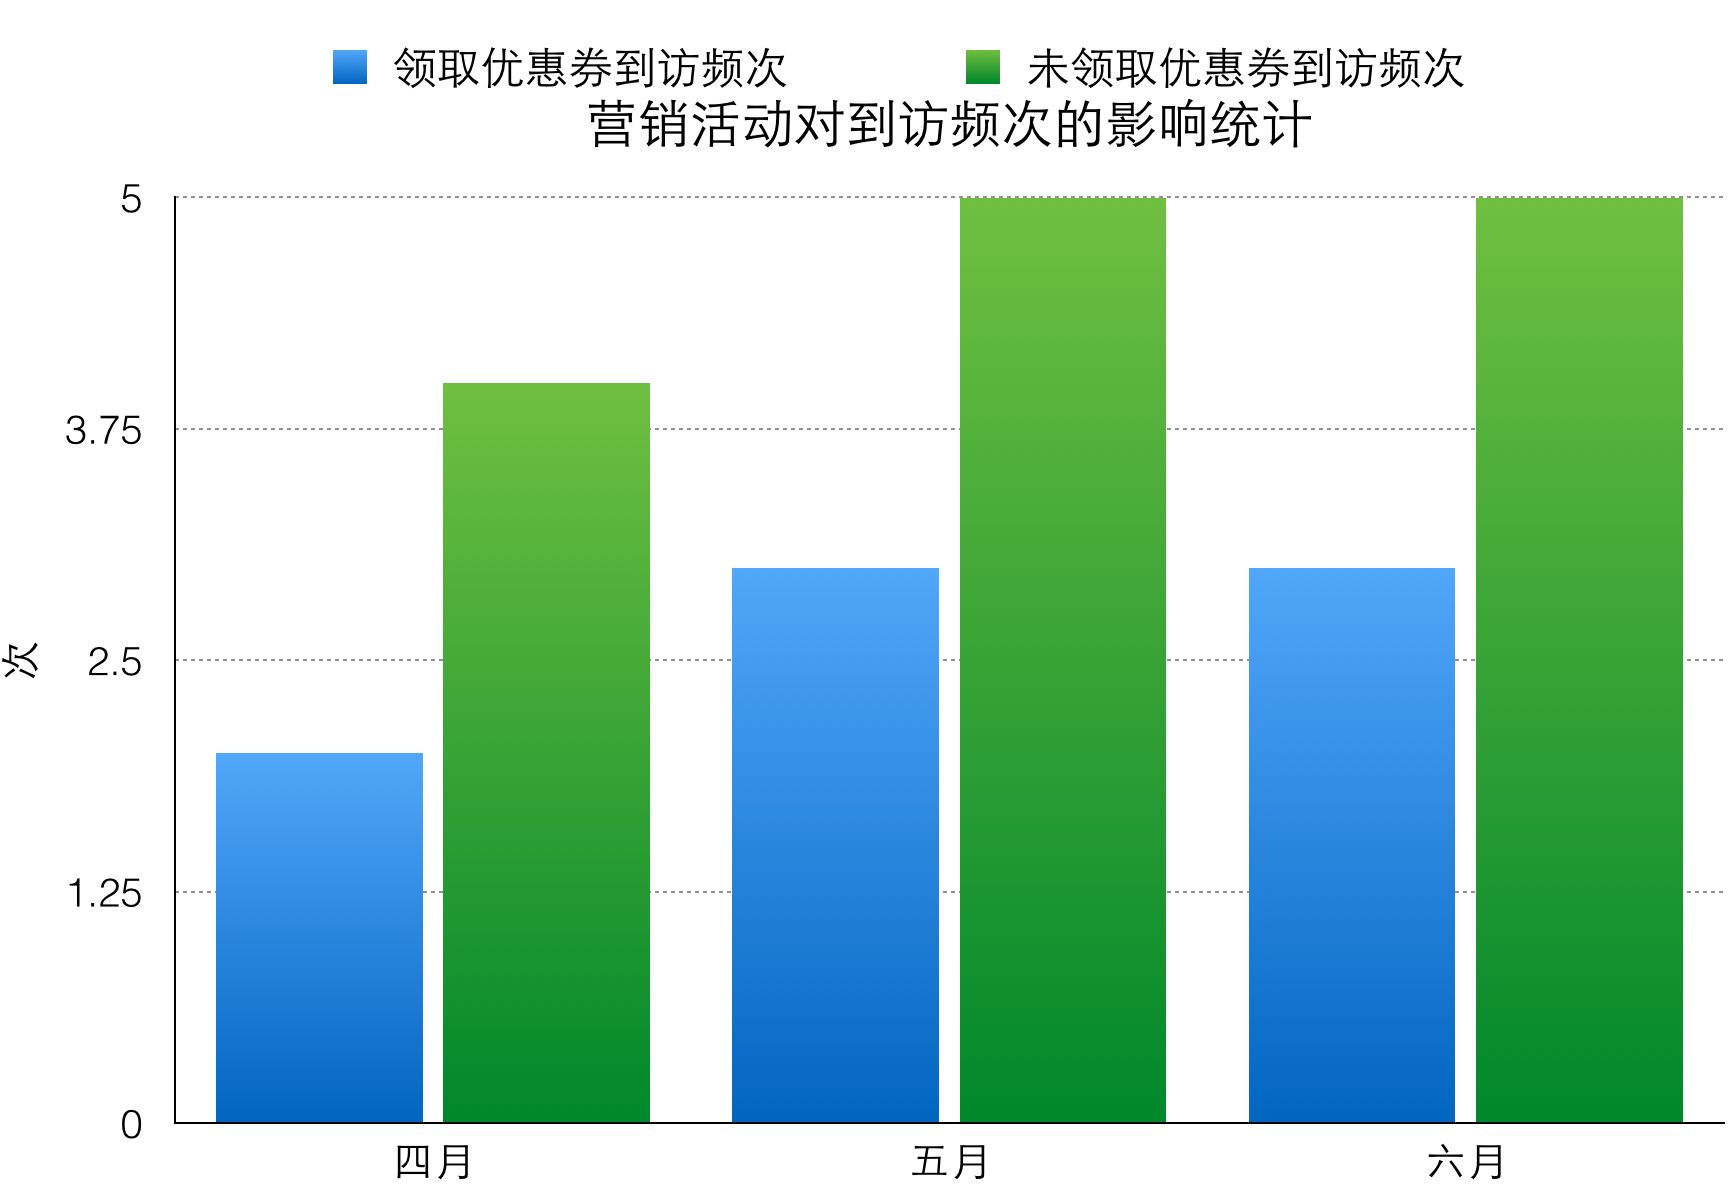 领取优惠券到访频次 未领取优惠券到访频次
营销活动对到访频次的影响统计
5
3.75
次
2.5
1.25
0
四月 五月 六月